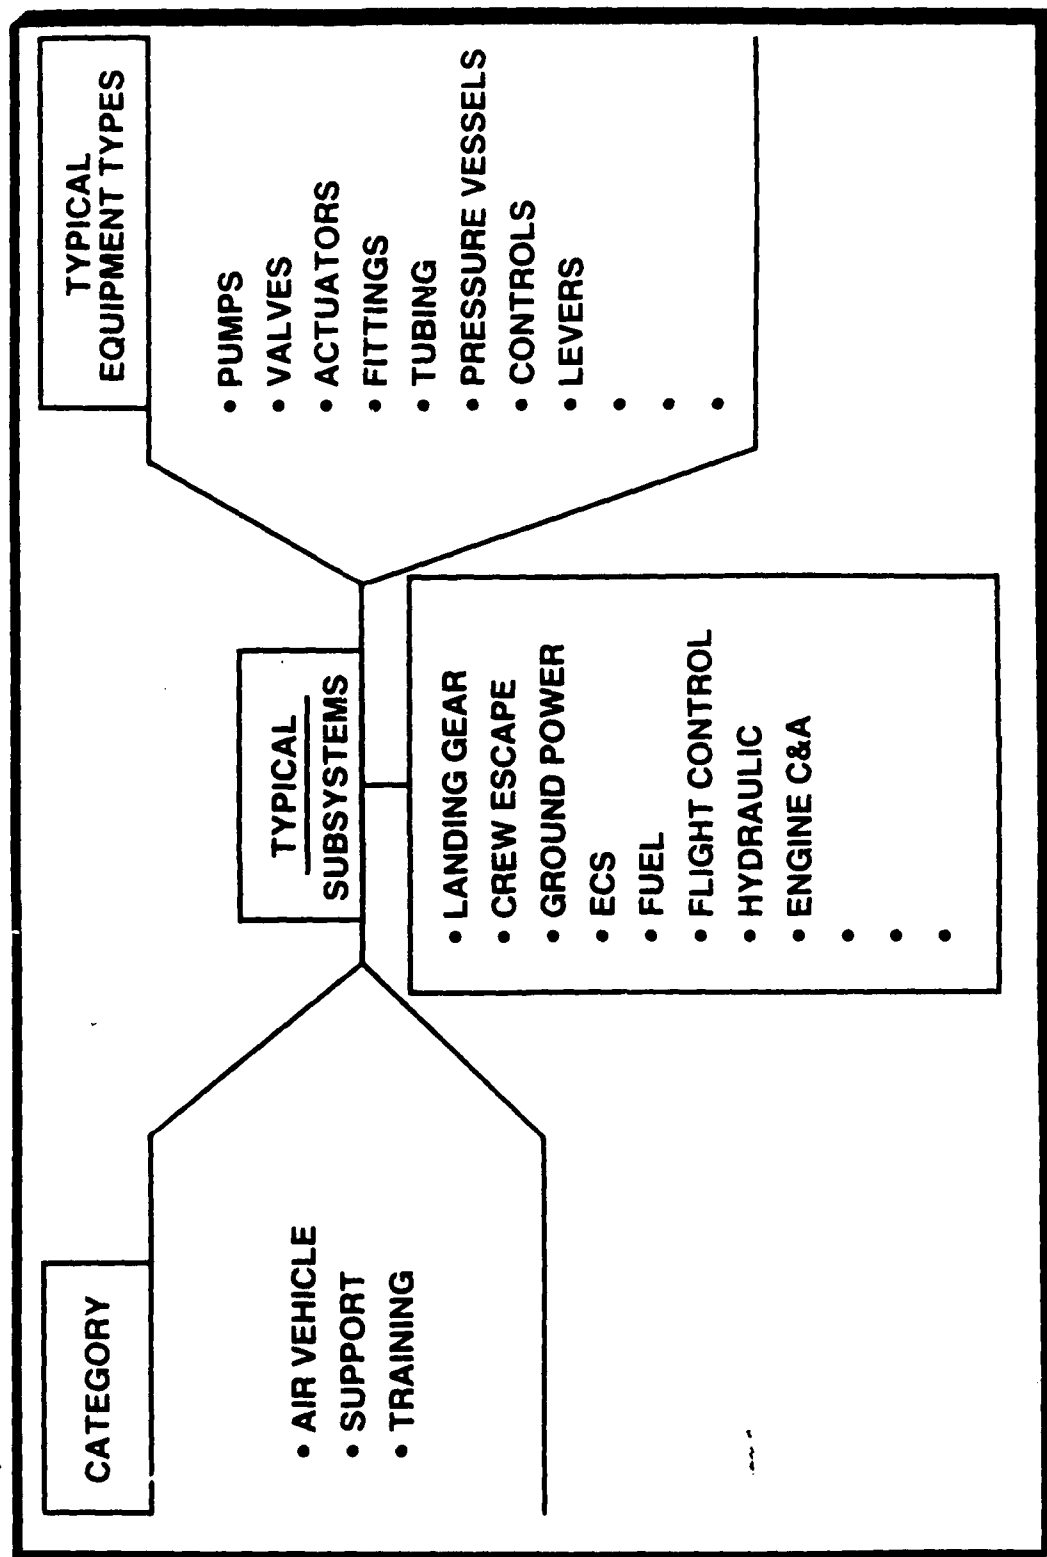 CATEGORY
• AIR VEHICLE
• SUPPORT
• TRAINING
TYPICAL
SUBSYSTEMS
• LANDING GEAR
• CREW ESCAPE
• GROUND POWER
• ECS
• FUEL
• FLIGHT CONTROL
• HYDRAULIC
• ENGINE C&A
•
•
•
TYPICAL
EQUIPMENT TYPES
• PUMPS
• VALVES
• ACTUATORS
• FITTINGS
• TUBING
• PRESSURE VESSELS
• CONTROLS
• LEVERS
•
•
•